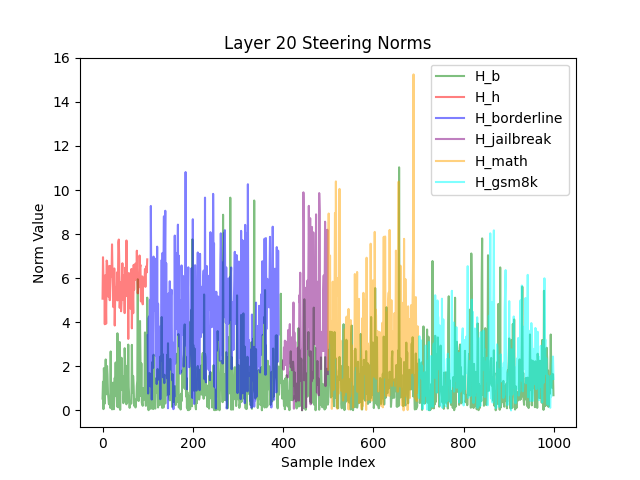 Layer 20 Steering Norms
H_b
H_h
H_borderline
H_jailbreak
H_math
H_gsm8k
Norm Value
16
14
12
10
8
6
4
2
0
0 200 400 600 800 1000
Sample Index